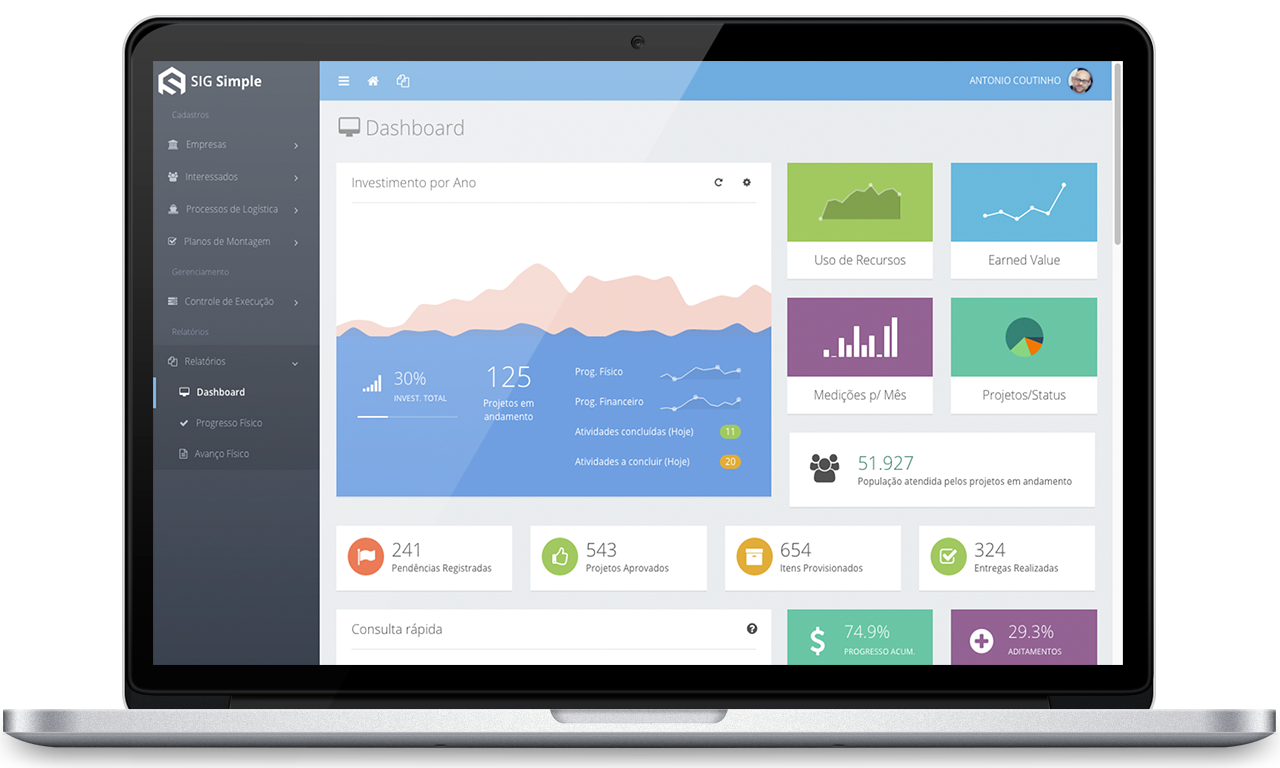 SIG Simple
ANTONIO COUTINHO
Cadastros
Empresas
Interessados
Processos de Logística
Planos de Montagem
Gerenciamento
Controle de Execução
Relatórios
Relatórios
Dashboard
Progresso Físico
Avanço Físico
Dashboard
Investimento por Ano
30%
INVEST. TOTAL
125
Projetos em
andamento
Prog. Físico
Prog. Financeiro
Atividades concluídas (Hoje) 11
Atividades a concluir (Hoje) 20
Uso de Recursos
Earned Value
Medições p/ Mês
Projetos/Status
51.927
População atendida pelos projetos em andamento
241
Pendências Registradas
543
Projetos Aprovados
654
Itens Provisionados
324
Entregas Realizadas
Consulta rápida
74.9%
PROGRESSO ACUM.
29.3%
ADITAMENTOS